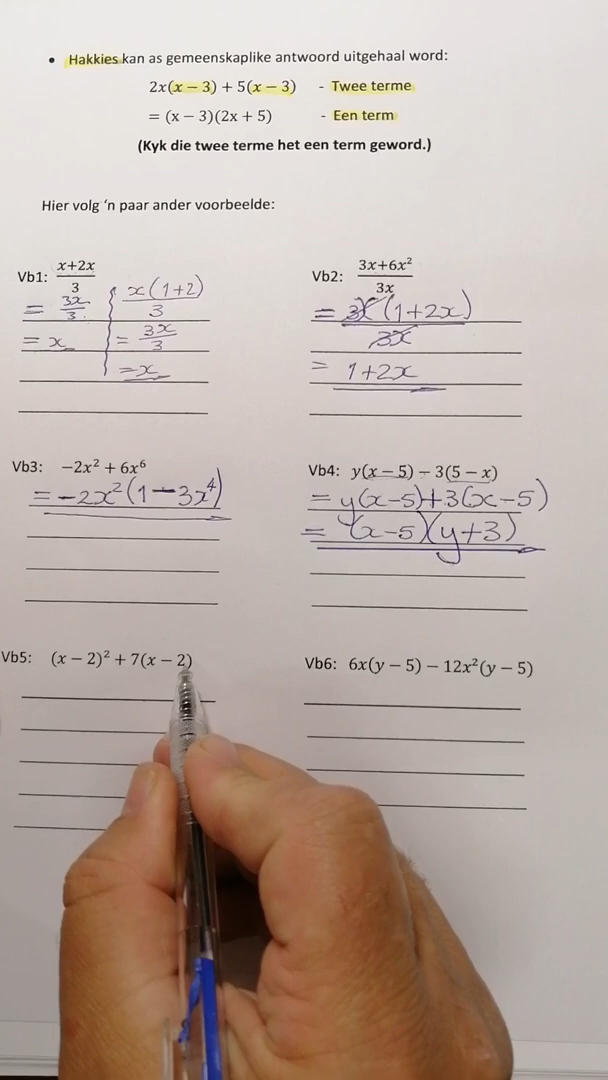 • Hakkies kan as gemeenskaplike antwoord uitgehaal word:
2x(x − 3) + 5(x − 3) - Twee terme
= (x − 3)(2x + 5) - Een term
(Kyk die twee terme het een term geword.)
Hier volg ‘n paar ander voorbeelde:
Vb1: x+2x / 3
= 3x / 3
= x
x(1+2) / 3
= 3x / 3
= x
Vb2: 3x+6x² / 3x
= 3x(1+2x) / 3x
= 1+2x
Vb3: −2x² + 6x⁶
= −2x²(1−3x⁴)
Vb4: y(x − 5) − 3(5 − x)
= y(x−5)+3(x−5)
= (x−5)(y+3)
Vb5: (x − 2)² + 7(x − 2)
Vb6: 6x(y − 5) − 12x²(y − 5)